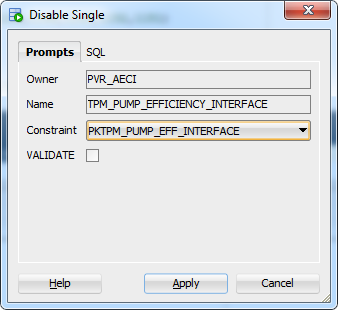 Disable Single
Prompts SQL
Owner PVR_AECI
Name TPM_PUMP_EFFICIENCY_INTERFACE
Constraint PKTPM_PUMP_EFF_INTERFACE
VALIDATE
Help Apply Cancel